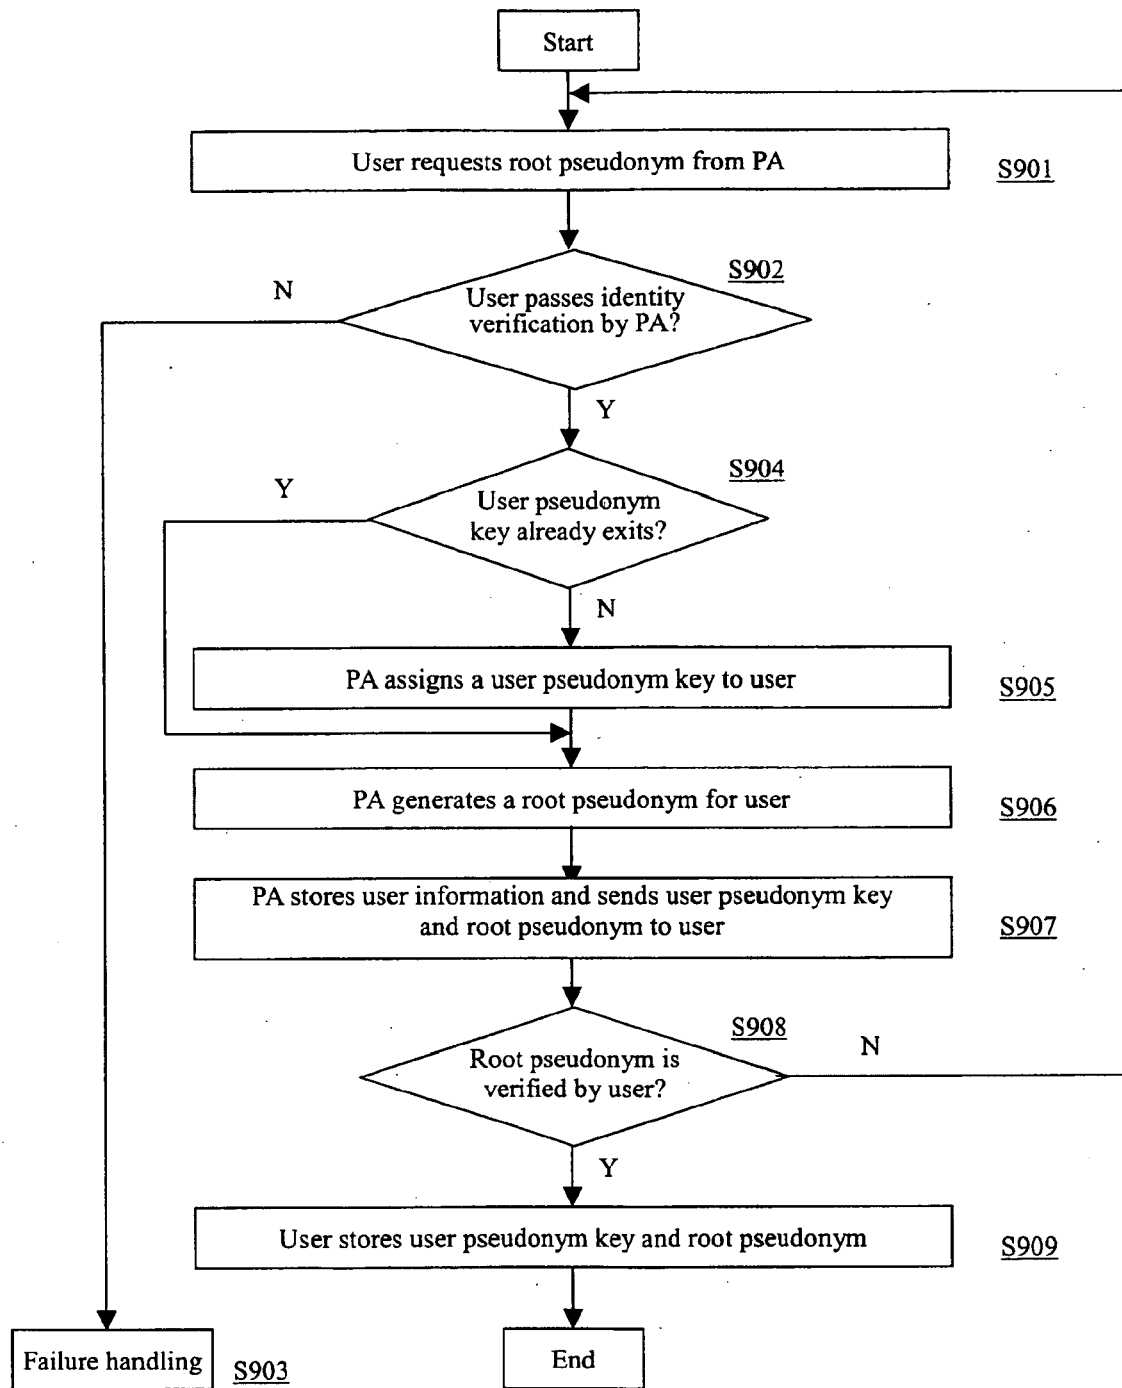 Start
User requests root pseudonym from PA
S901
S902
N
User passes identity
verification by PA?
Y
S904
Y
User pseudonym
key already exits?
N
PA assigns a user pseudonym key to user
S905
PA generates a root pseudonym for user
S906
PA stores user information and sends user pseudonym key
and root pseudonym to user
S907
S908
N
Root pseudonym is
verified by user?
Y
User stores user pseudonym key and root pseudonym
S909
Failure handling
S903
End